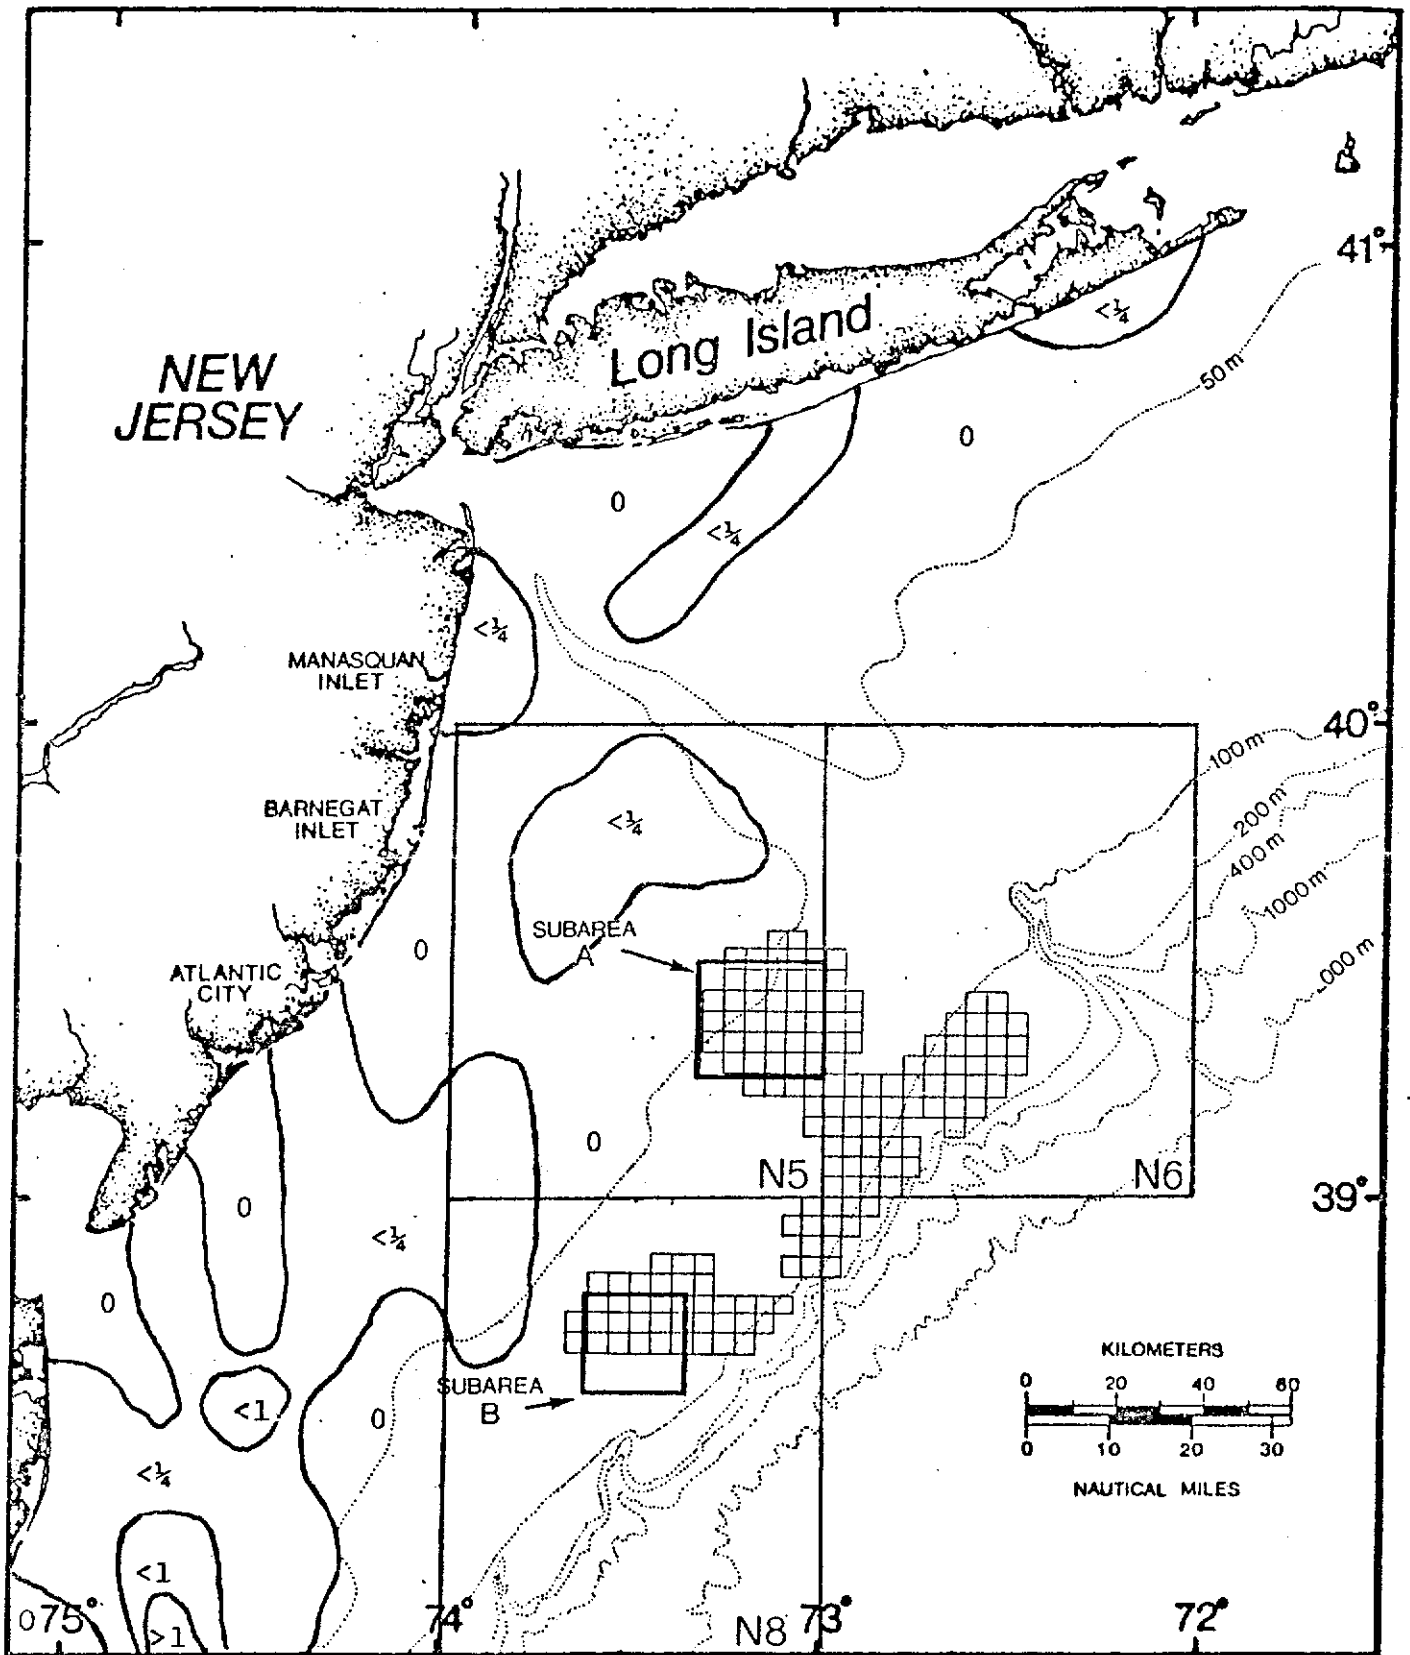 41°
Long Island
<¼
NEW
JERSEY
50 m
0
0
<¼
<¼
MANASQUAN
INLET
40°
100 m
200 m
400 m
1000 m
000 m
BARNEGAT
INLET
<¼
SUBAREA
A
0
ATLANTIC
CITY
0
N5
N6
39°
0
<¼
0
KILOMETERS
0 20 40 60
0 10 20 30
NAUTICAL MILES
SUBAREA
B
<1
0
<¼
<1
>1
0
75°
74°
73°
72°
N8